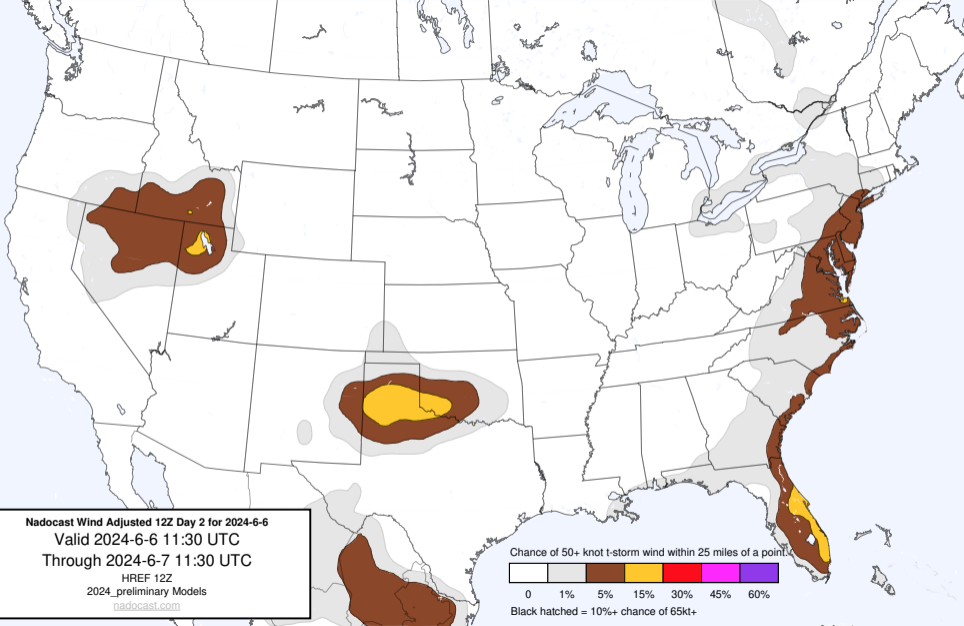 Nadocast Wind Adjusted 12Z Day 2 for 2024-6-6
Valid 2024-6-6 11:30 UTC
Through 2024-6-7 11:30 UTC
HREF 12Z
2024_preliminary Models
nadocast.com
Chance of 50+ knot t-storm wind within 25 miles of a point.
0 1% 5% 15% 30% 45% 60%
Black hatched = 10%+ chance of 65kt+